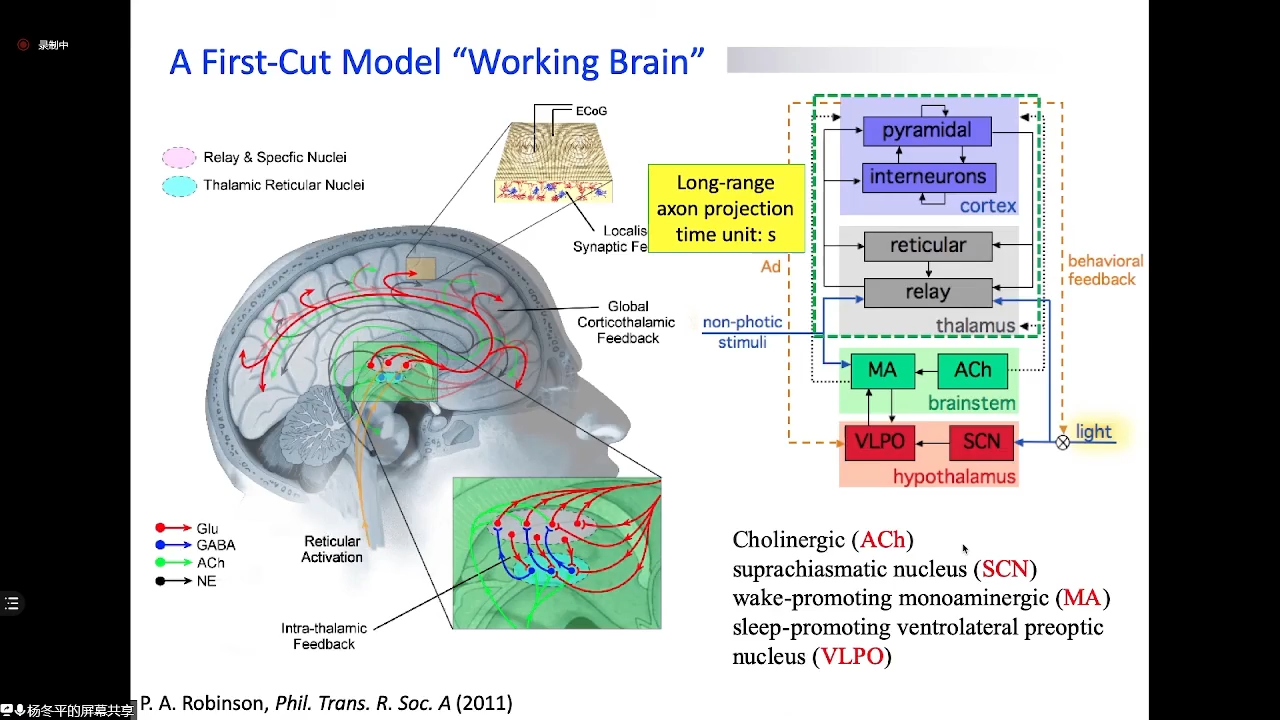 录制中
A First-Cut Model “Working Brain”
ECoG
Relay & Specfic Nuclei
Thalamic Reticular Nuclei
Localis
Synaptic Fe
Global
Corticothalamic
Feedback
Glu
GABA
ACh
NE
Reticular
Activation
Intra-thalamic
Feedback
Long-range
axon projection
time unit: s
Ad
non-photic
stimuli
pyramidal
interneurons
cortex
reticular
relay
thalamus
behavioral
feedback
MA
ACh
brainstem
VLPO
SCN
hypothalamus
light
Cholinergic (ACh)
suprachiasmatic nucleus (SCN)
wake-promoting monoaminergic (MA)
sleep-promoting ventrolateral preoptic
nucleus (VLPO)
P. A. Robinson, Phil. Trans. R. Soc. A (2011)
杨冬平的屏幕共享